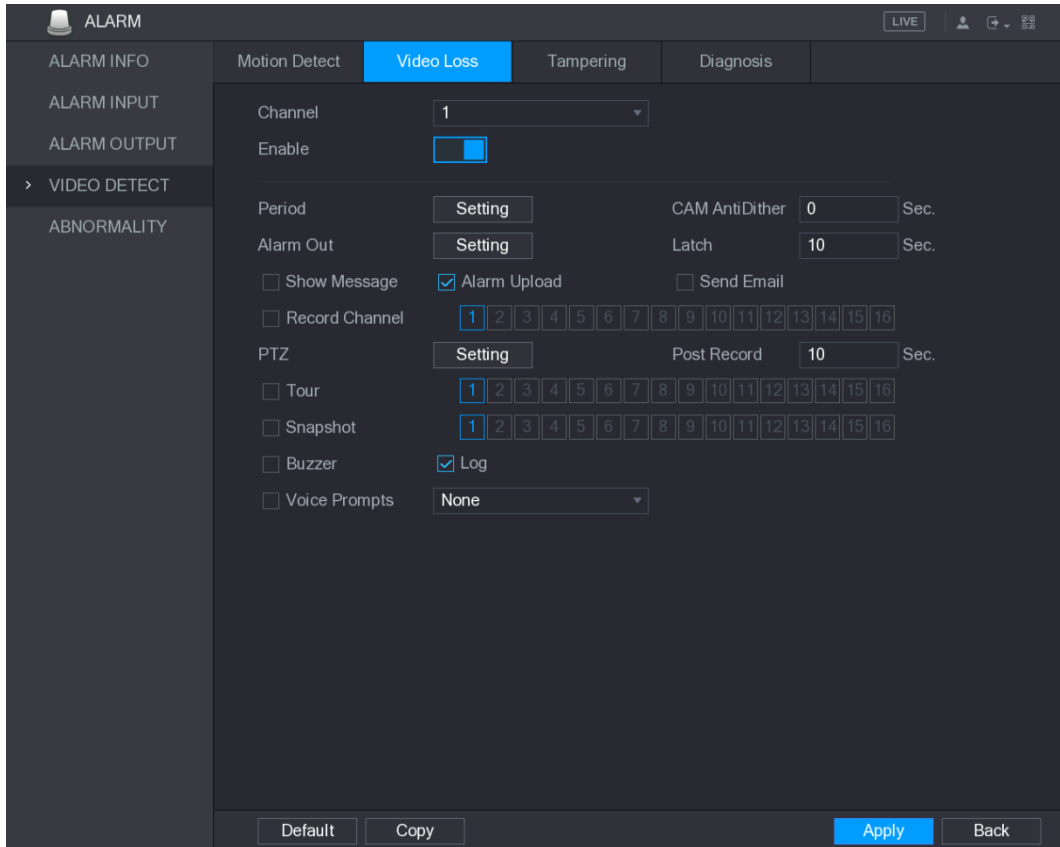 ALARM LIVE
ALARM INFO
ALARM INPUT
ALARM OUTPUT
VIDEO DETECT
ABNORMALITY
Motion Detect Video Loss Tampering Diagnosis
Channel 1
Enable
Period Setting CAM AntiDither 0 Sec.
Alarm Out Setting Latch 10 Sec.
Show Message Alarm Upload Send Email
Record Channel 1 2 3 4 5 6 7 8 9 10 11 12 13 14 15 16
PTZ Setting Post Record 10 Sec.
Tour 1 2 3 4 5 6 7 8 9 10 11 12 13 14 15 16
Snapshot 1 2 3 4 5 6 7 8 9 10 11 12 13 14 15 16
Buzzer Log
Voice Prompts None
Default Copy Apply Back